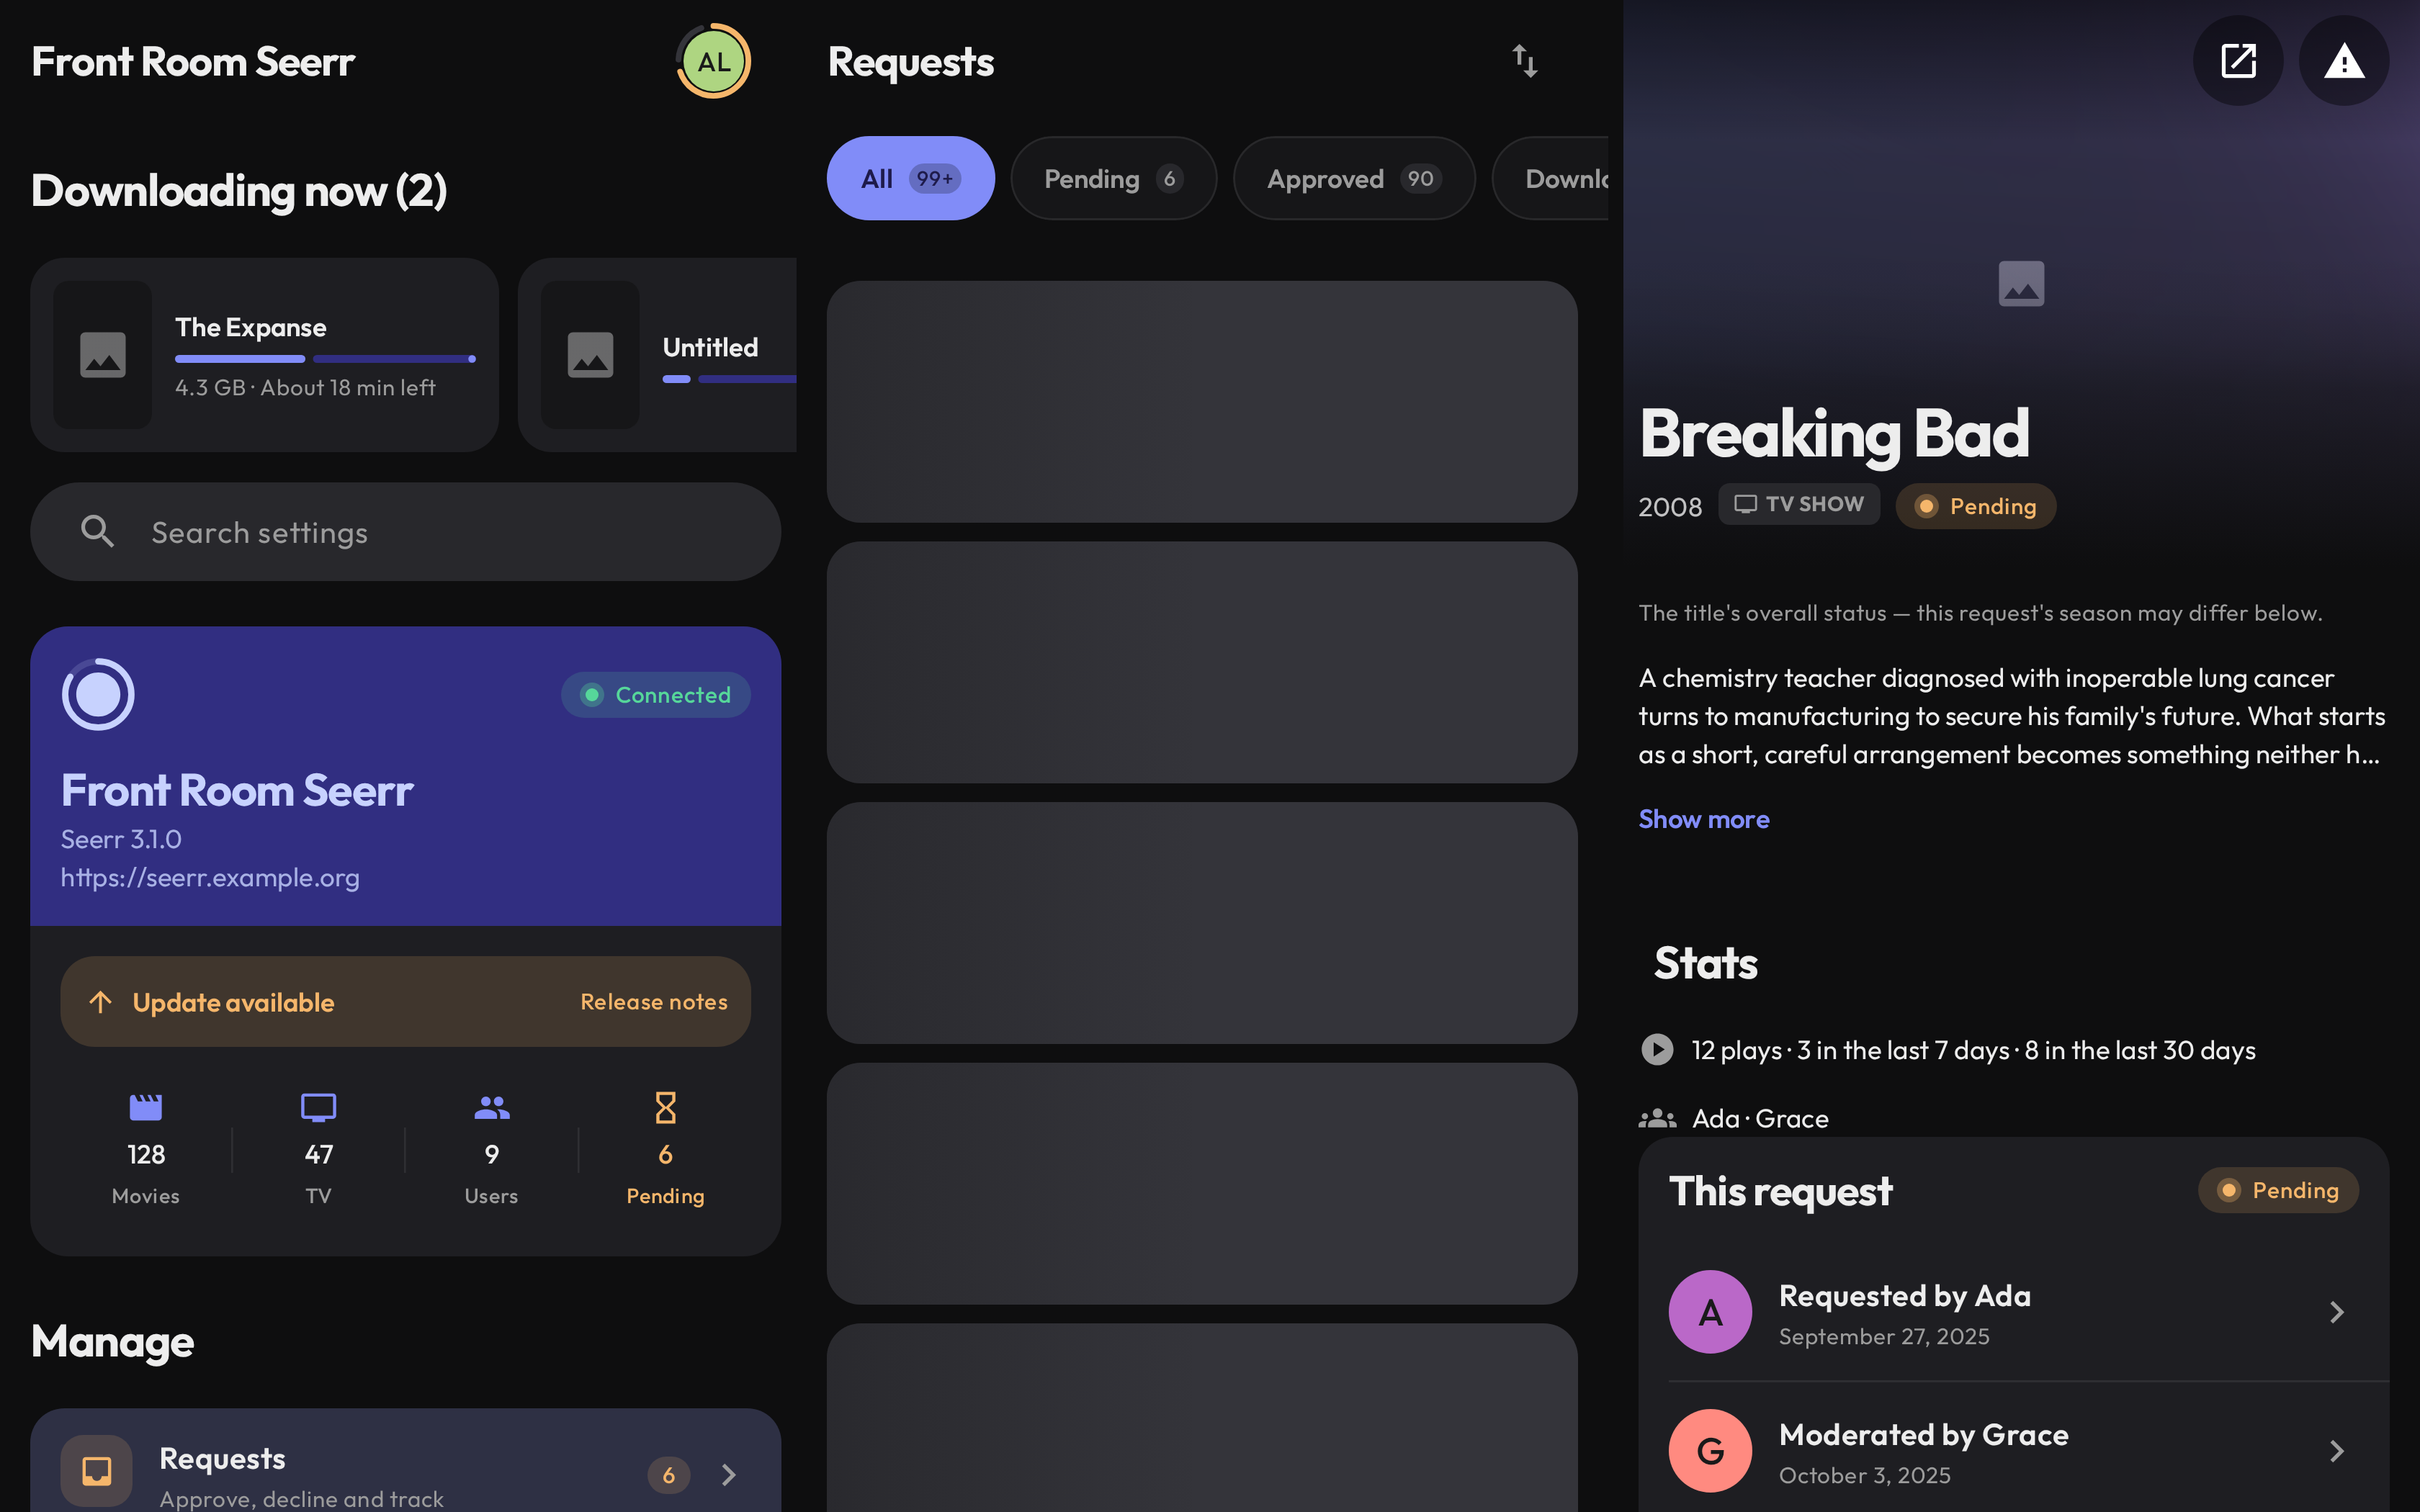 Front Room Seerr
AL
Downloading now (2)
The Expanse
4.3 GB · About 18 min left
Untitled
Search settings
Connected
Front Room Seerr
Seerr 3.1.0
https://seerr.example.org
Update available
Release notes
128
Movies
47
TV
9
Users
6
Pending
Manage
Requests
Approve, decline and track
6
Requests
All 99+
Pending 6
Approved 90
Downlo
Breaking Bad
2008
TV SHOW
Pending
The title's overall status — this request's season may differ below.
A chemistry teacher diagnosed with inoperable lung cancer
turns to manufacturing to secure his family's future. What starts
as a short, careful arrangement becomes something neither h...
Show more
Stats
12 plays · 3 in the last 7 days · 8 in the last 30 days
Ada · Grace
This request
Pending
A
Requested by Ada
September 27, 2025
G
Moderated by Grace
October 3, 2025